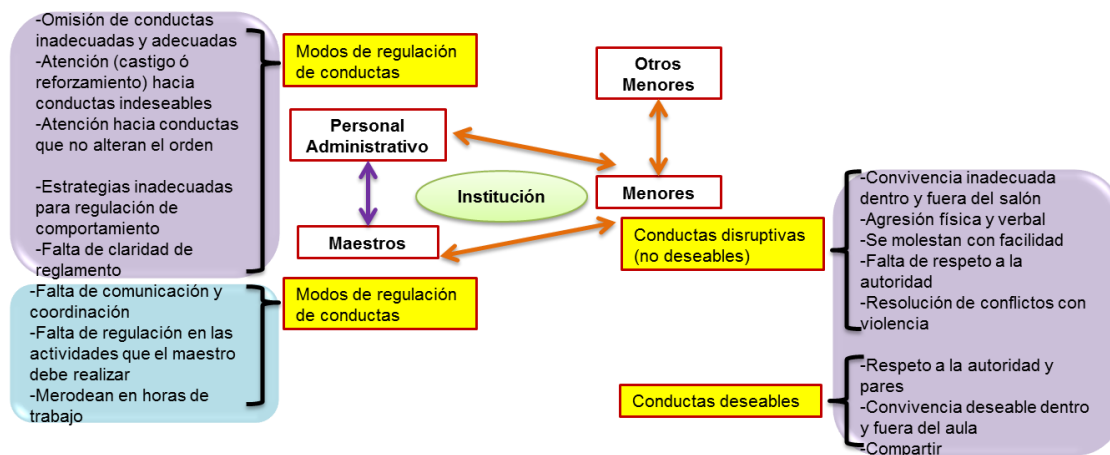 -Omisión de conductas
inadecuadas y adecuadas
-Atención (castigo ó
reforzamiento) hacia
conductas indeseables
-Atención hacia conductas
que no alteran el orden
-Estrategias inadecuadas
para regulación de
comportamiento
-Falta de claridad de
reglamento
-Falta de comunicación y
coordinación
-Falta de regulación en las
actividades que el maestro
debe realizar
-Merodean en horas de
trabajo
Modos de regulación
de conductas
Personal
Administrativo
Institución
Maestros
Modos de regulación
de conductas
Otros
Menores
Menores
Conductas disruptivas
(no deseables)
Conductas deseables
-Convivencia inadecuada
dentro y fuera del salón
-Agresión física y verbal
-Se molestan con facilidad
-Falta de respeto a la
autoridad
-Resolución de conflictos con
violencia
-Respeto a la autoridad y
pares
-Convivencia deseable dentro
y fuera del aula
-Compartir